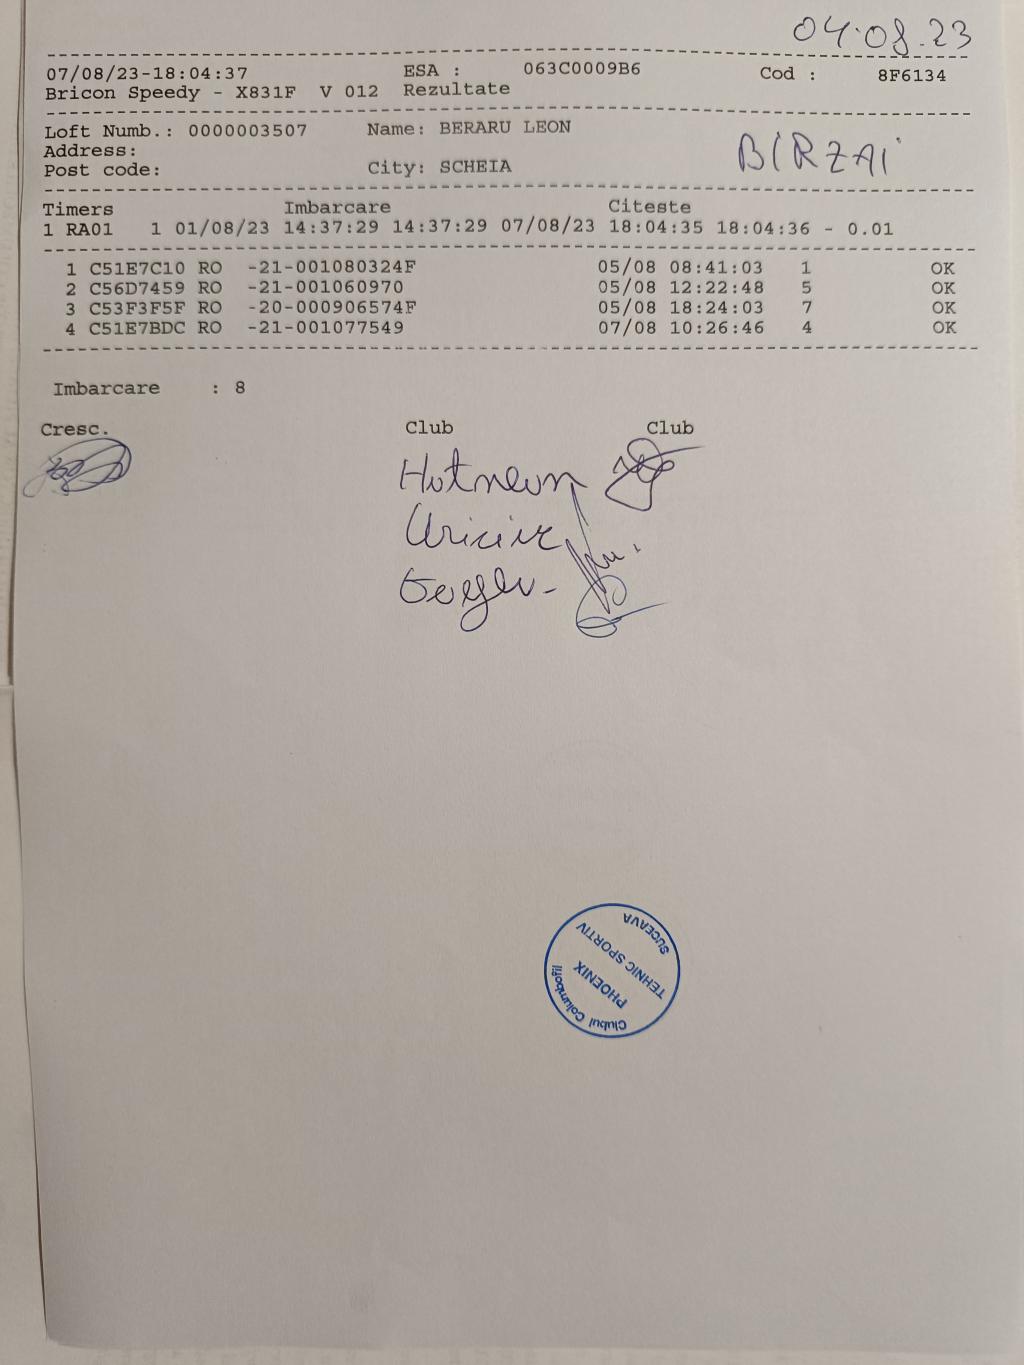 04.08.23
07/08/23-18:04:37 ESA : 063C0009B6 Cod : 8F6134
Bricon Speedy - X831F V 012 Rezultate
Loft Numb.: 0000003507 Name: BERARU LEON
BIRZAI
Address:
Post code: City: SCHEIA
Timers Imbarcare Citeste
1 RA01 1 01/08/23 14:37:29 14:37:29 07/08/23 18:04:35 18:04:36 - 0.01
1 C51E7C10 RO -21-001080324F 05/08 08:41:03 1 OK
2 C56D7459 RO -21-001060970 05/08 12:22:48 5 OK
3 C53F3F5F RO -20-000906574F 05/08 18:24:03 7 OK
4 C51E7BDC RO -21-001077549 07/08 10:26:46 4 OK
Imbarcare : 8
Cresc. Club Club
Clubul Columbofil
PHOENIX
TEHNIC SPORTIV
SUCEAVA